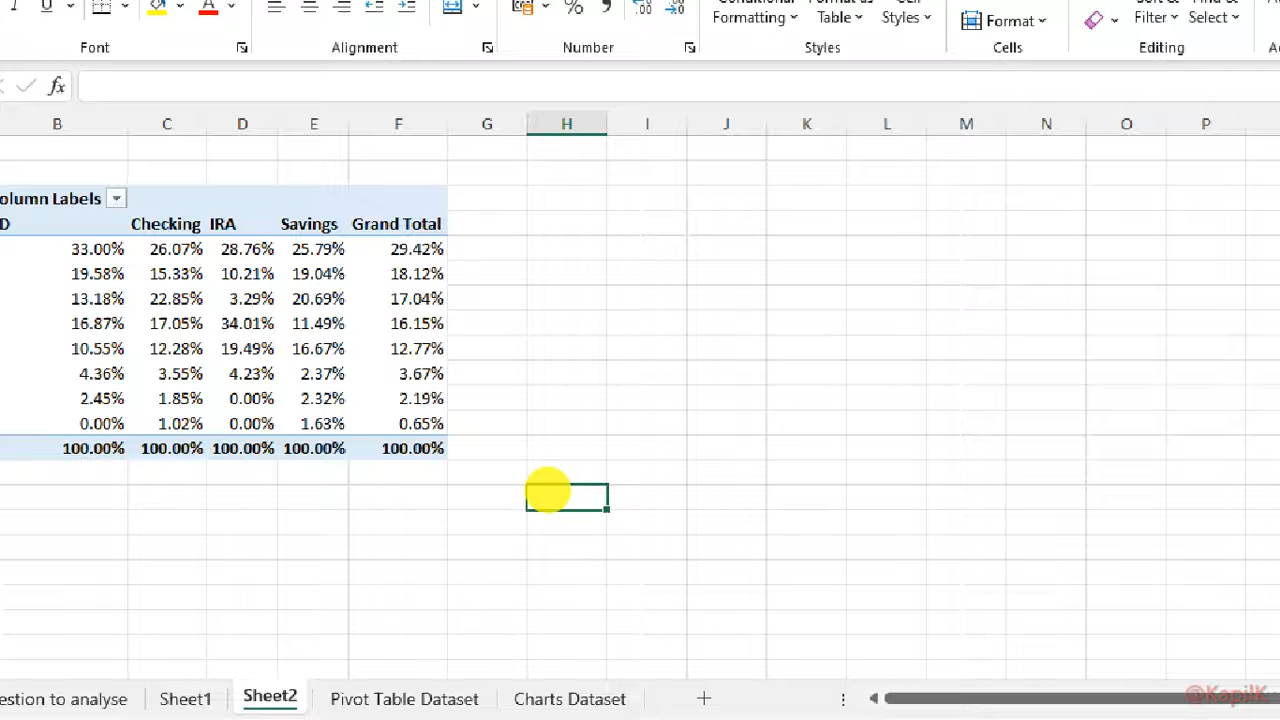 Formatting Table Styles Format Filter Select
Font Alignment Number Styles Cells Editing
fx
B C D E F G H I J K L M N O P
olumn Labels
D Checking IRA Savings Grand Total
33.00% 26.07% 28.76% 25.79% 29.42%
19.58% 15.33% 10.21% 19.04% 18.12%
13.18% 22.85% 3.29% 20.69% 17.04%
16.87% 17.05% 34.01% 11.49% 16.15%
10.55% 12.28% 19.49% 16.67% 12.77%
4.36% 3.55% 4.23% 2.37% 3.67%
2.45% 1.85% 0.00% 2.32% 2.19%
0.00% 1.02% 0.00% 1.63% 0.65%
100.00% 100.00% 100.00% 100.00% 100.00%
estion to analyse Sheet1 Sheet2 Pivot Table Dataset Charts Dataset
@KapilK